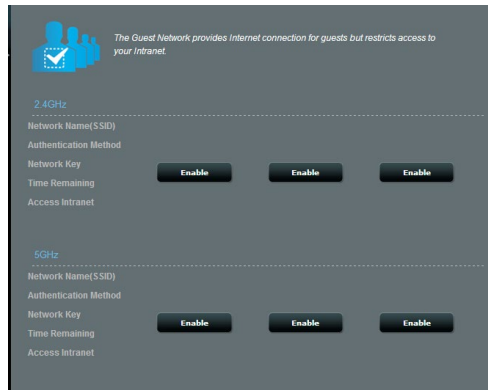 The Guest Network provides Internet connection for guests but restricts access to
your Intranet.
2.4GHz
Network Name(SSID)
Authentication Method
Network Key
Enable Enable Enable
Time Remaining
Access Intranet
5GHz
Network Name(SSID)
Authentication Method
Network Key
Enable Enable Enable
Time Remaining
Access Intranet